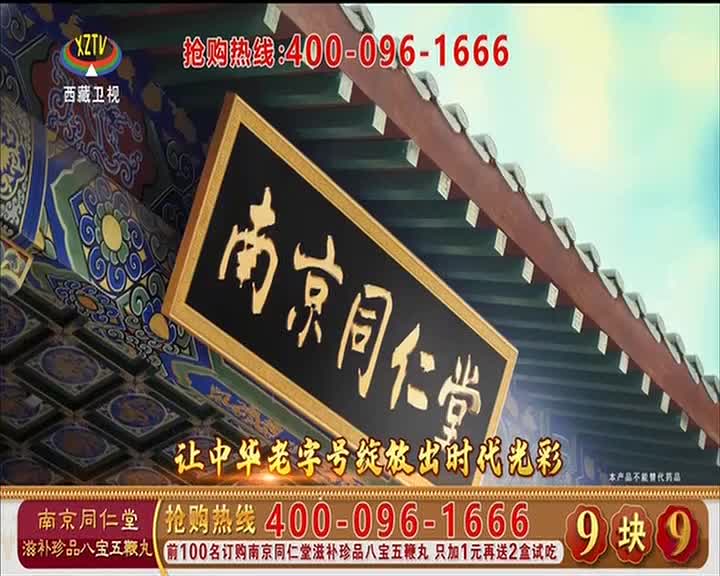 XZTV
西藏卫视
抢购热线:400-096-1666
南京同仁堂
让中华老字号绽放出时代光彩
本产品不能替代药品
南京同仁堂
滋补珍品八宝五鞭丸
抢购热线 400-096-1666
前100名订购南京同仁堂滋补珍品八宝五鞭丸 只加1元再送2盒试吃
9块9